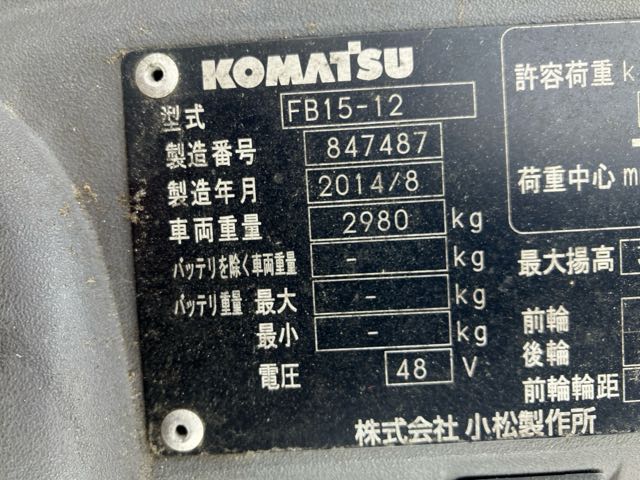 KOMATSU
型式 FB15-12
製造番号 847487
製造年月 2014/8
車両重量 2980 kg
バッテリを除く車両重量 - kg
バッテリ重量 最大 - kg
最小 - kg
電圧 48 V
株式会社 小松製作所
許容荷重 k
荷重中心 m
最大揚高
前輪
後輪
前輪輪距